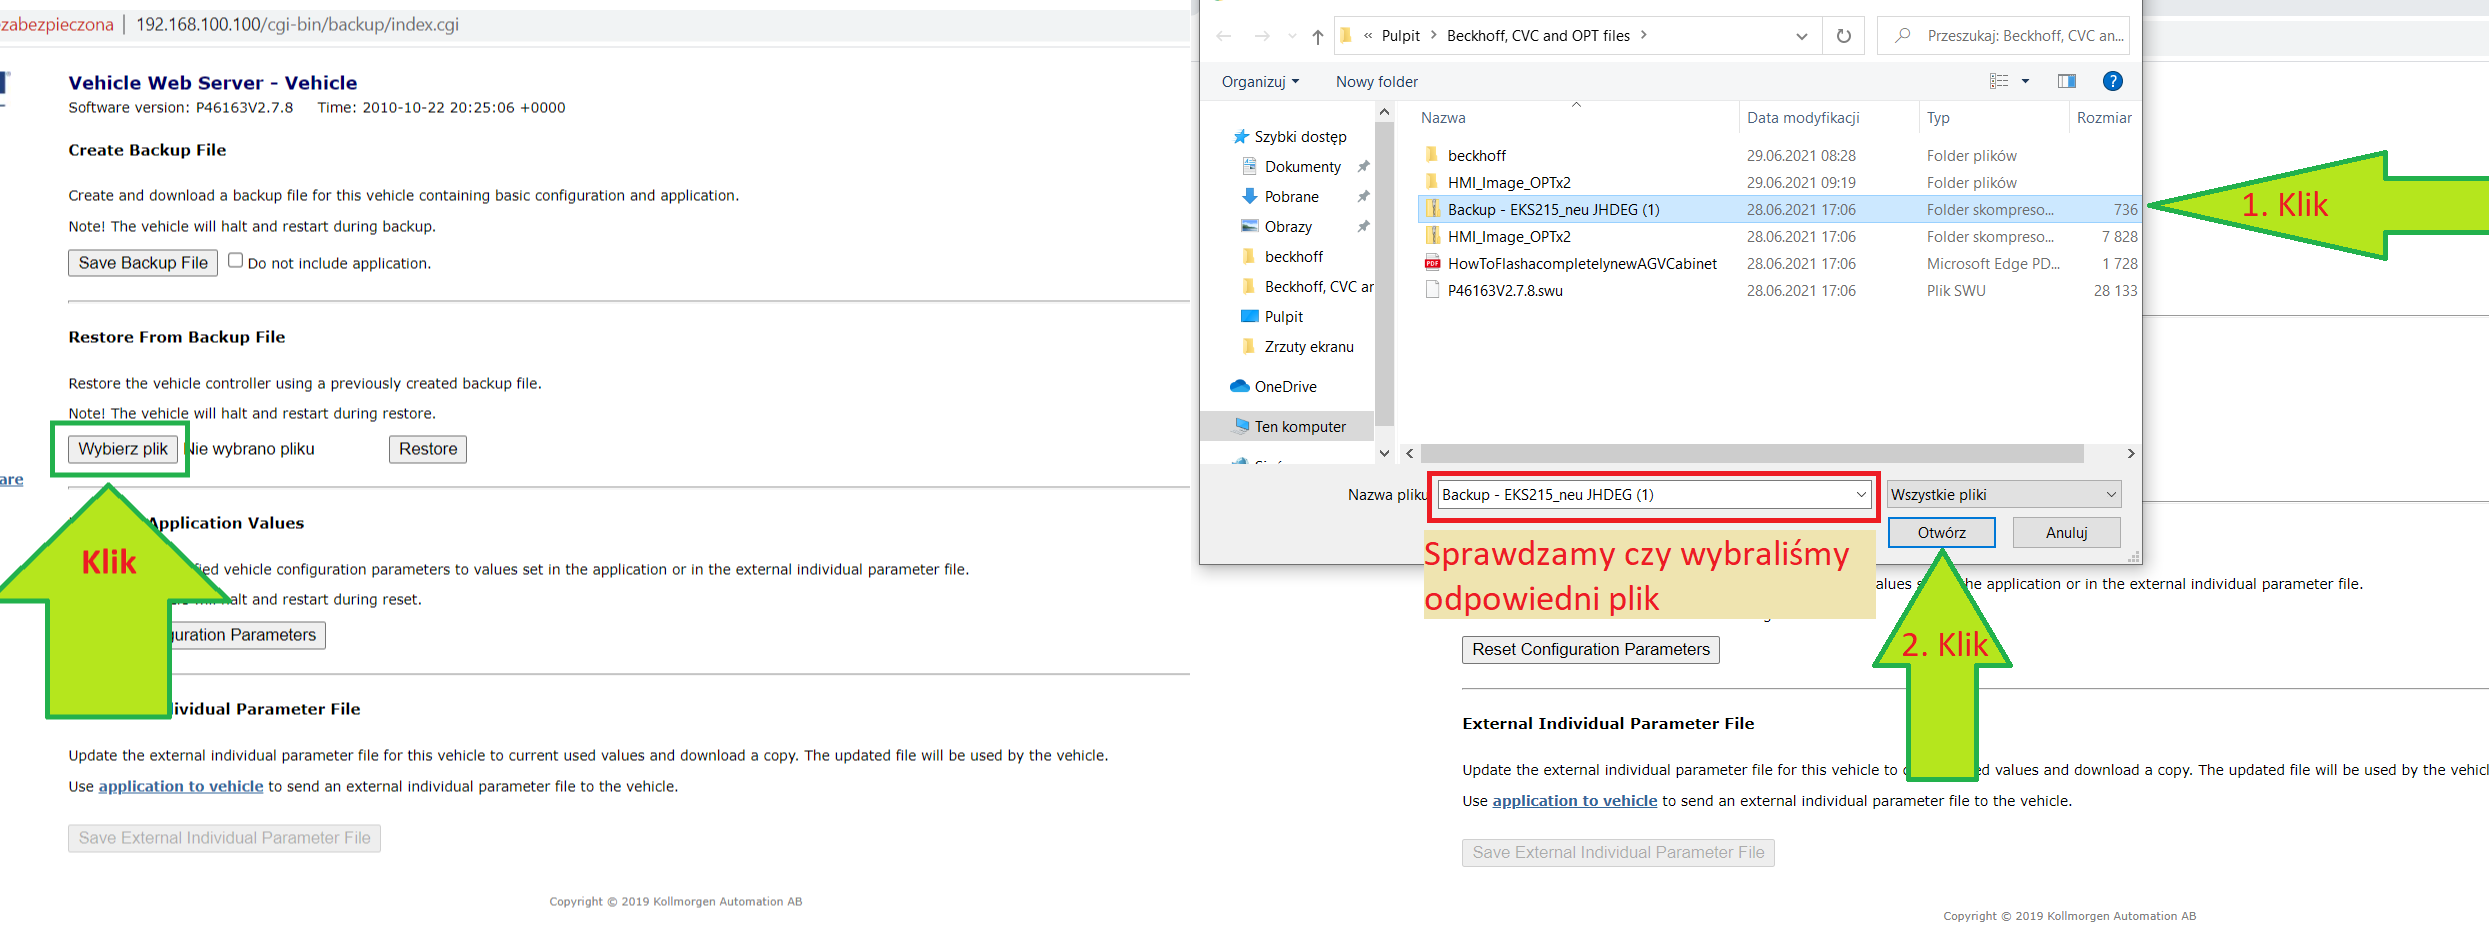 zabezpieczona | 192.168.100.100/cgi-bin/backup/index.cgi
Vehicle Web Server - Vehicle
Software version: P46163V2.7.8 Time: 2010-10-22 20:25:06 +0000
Create Backup File
Create and download a backup file for this vehicle containing basic configuration and application.
Note! The vehicle will halt and restart during backup.
Save Backup File Do not include application.
Restore From Backup File
Restore the vehicle controller using a previously created backup file.
Note! The vehicle will halt and restart during restore.
Wybierz plik Nie wybrano pliku Restore
are
Application Values
Klik
fied vehicle configuration parameters to values set in the application or in the external individual parameter file.
halt and restart during reset.
guration Parameters
ividual Parameter File
Update the external individual parameter file for this vehicle to current used values and download a copy. The updated file will be used by the vehicle.
Use application to vehicle to send an external individual parameter file to the vehicle.
Save External Individual Parameter File
Copyright © 2019 Kollmorgen Automation AB
« Pulpit > Beckhoff, CVC and OPT files >
Przeszukaj: Beckhoff, CVC an...
Organizuj Nowy folder
Nazwa Data modyfikacji Typ Rozmiar
Szybki dostęp
Dokumenty
Pobrane
Obrazy
beckhoff
Beckhoff, CVC ar
Pulpit
Zrzuty ekranu
OneDrive
Ten komputer
beckhoff 29.06.2021 08:28 Folder plików
HMI_Image_OPTx2 29.06.2021 09:19 Folder plików
Backup - EKS215_neu JHDEG (1) 28.06.2021 17:06 Folder skompreso... 736
HMI_Image_OPTx2 28.06.2021 17:06 Folder skompreso... 7 828
HowToFlashacompletelynewAGVCabinet 28.06.2021 17:06 Microsoft Edge PD... 1 728
P46163V2.7.8.swu 28.06.2021 17:06 Plik SWU 28 133
1. Klik
Nazwa pliku Backup - EKS215_neu JHDEG (1) Wszystkie pliki
Otwórz Anuluj
Sprawdzamy czy wybraliśmy
odpowiedni plik
alues the application or in the external individual parameter file.
2. Klik
Reset Configuration Parameters
External Individual Parameter File
Update the external individual parameter file for this vehicle to c ed values and download a copy. The updated file will be used by the vehicl
Use application to vehicle to send an external individual parameter file to the vehicle.
Save External Individual Parameter File
Copyright © 2019 Kollmorgen Automation AB